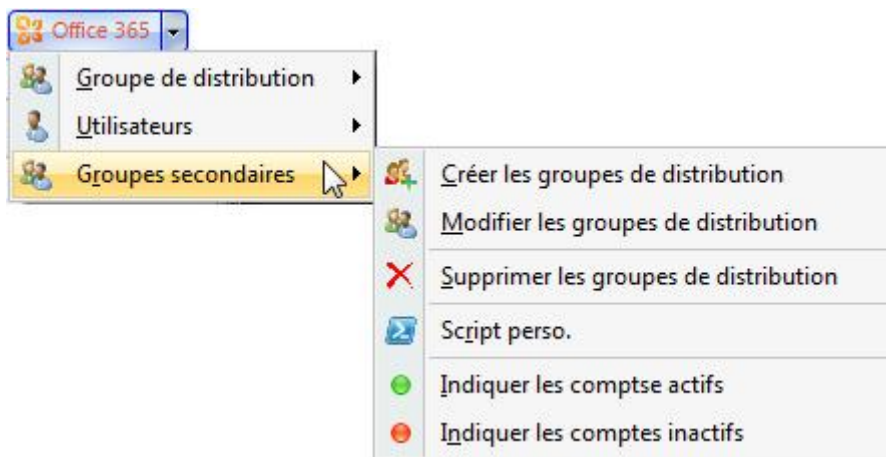 Office 365
Groupe de distribution
Utilisateurs
Groupes secondaires
Créer les groupes de distribution
Modifier les groupes de distribution
Supprimer les groupes de distribution
Script perso.
Indiquer les comptse actifs
Indiquer les comptes inactifs